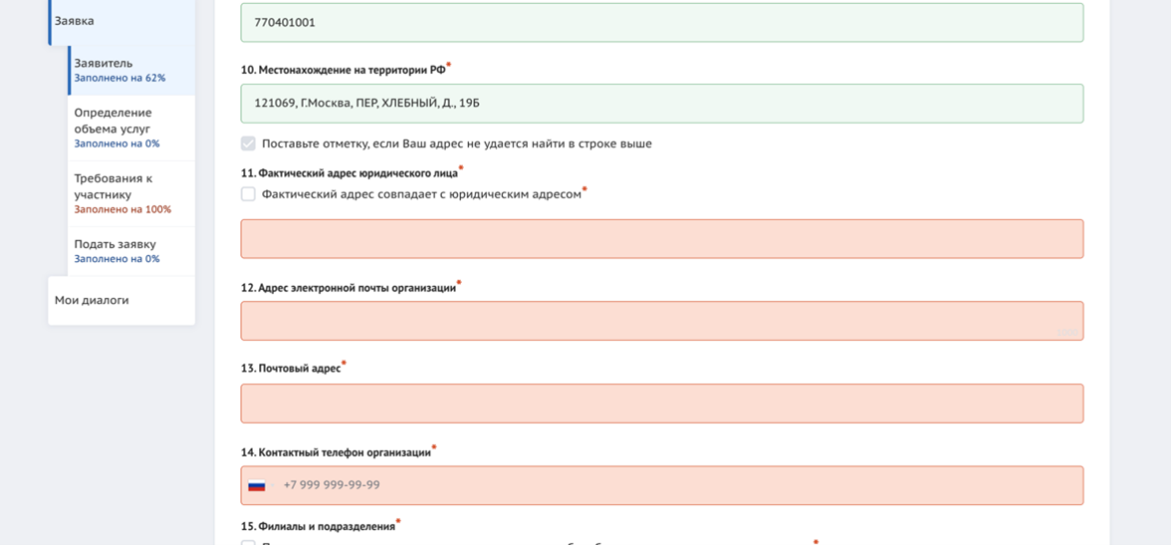 Заявка
Заявитель
Заполнено на 62%
Определение
объема услуг
Заполнено на 0%
Требования к
участнику
Заполнено на 100%
Подать заявку
Заполнено на 0%
Мои диалоги
770401001
10. Местонахождение на территории РФ*
121069, Г.Москва, ПЕР, ХЛЕБНЫЙ, Д., 19Б
Поставьте отметку, если Ваш адрес не удается найти в строке выше
11. Фактический адрес юридического лица*
Фактический адрес совпадает с юридическим адресом*
12. Адрес электронной почты организации*
13. Почтовый адрес*
14. Контактный телефон организации*
+7 999 999-99-99
15. Филиалы и подразделения*